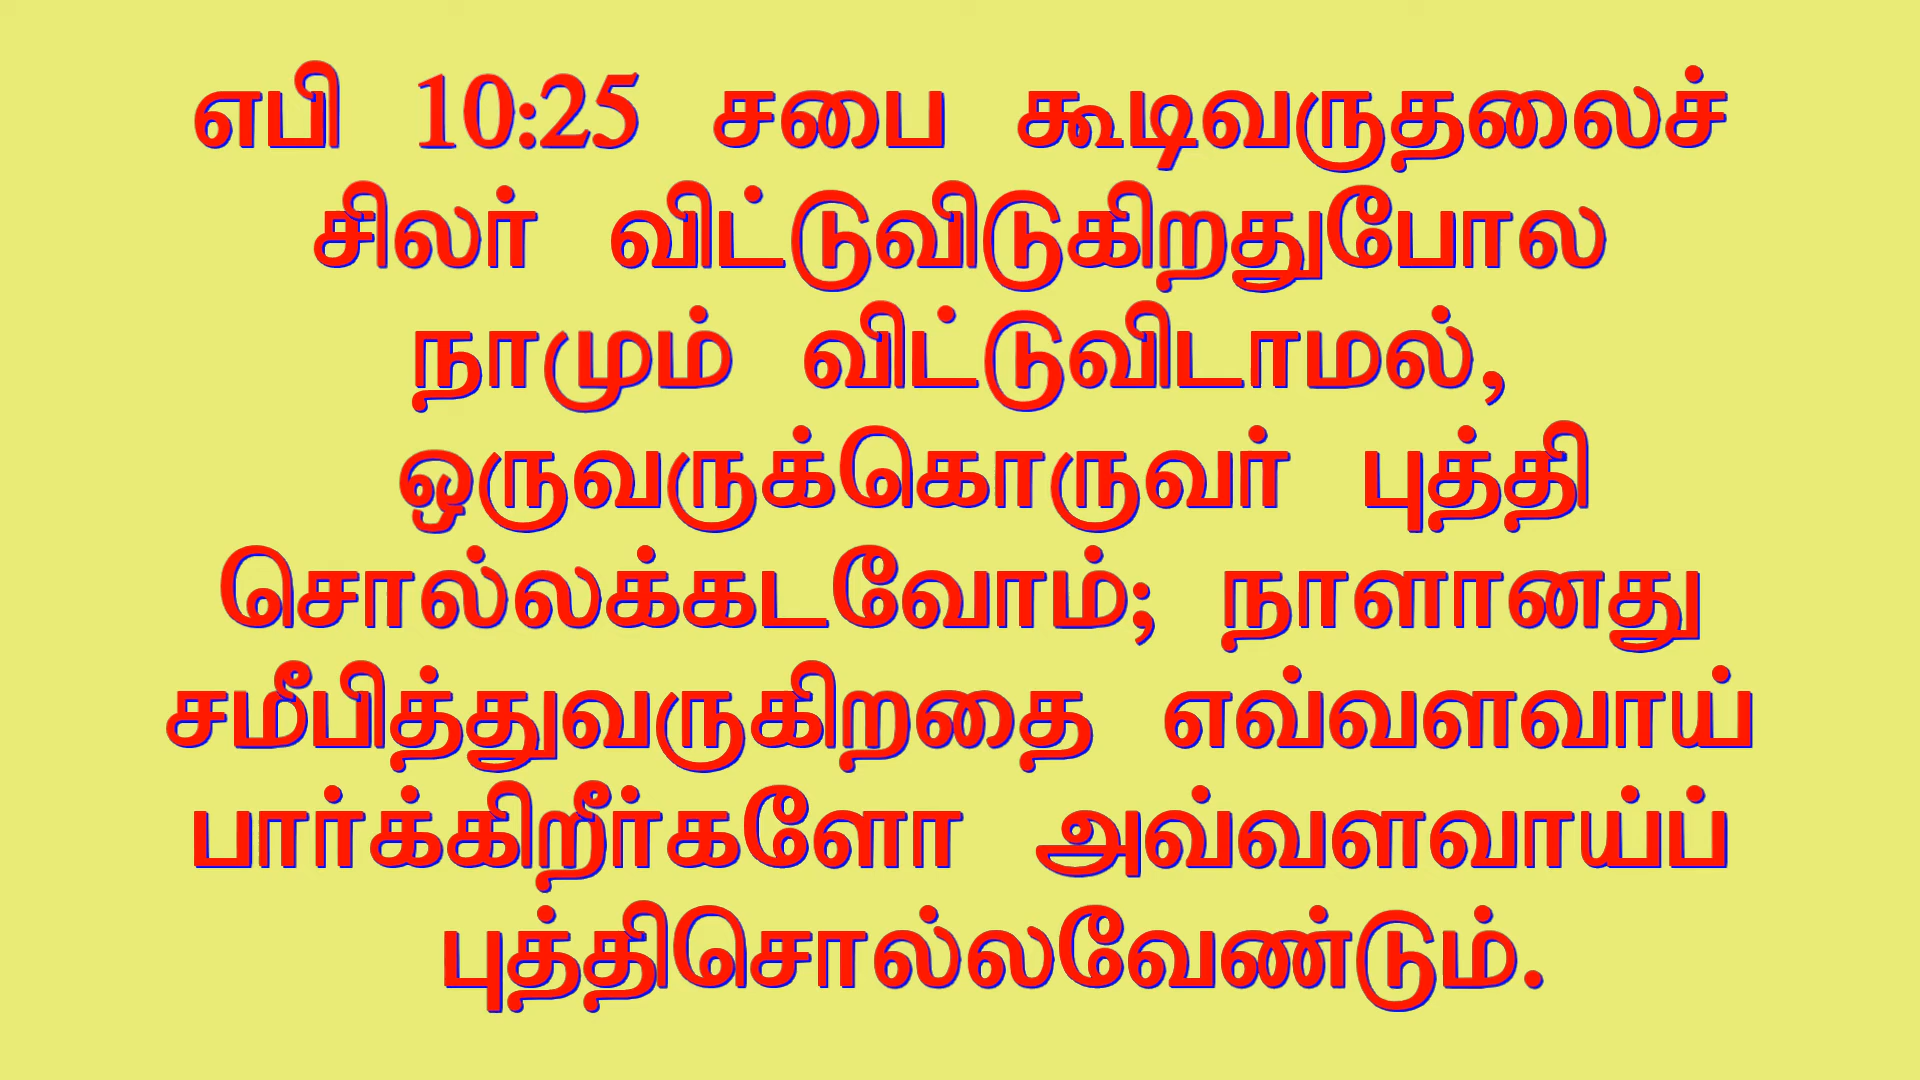 எபி 10:25 சபை கூடிவருதலைச்
சிலர் விட்டுவிடுகிறதுபோல
நாமும் விட்டுவிடாமல்,
ஒருவருக்கொருவர் புத்தி
சொல்லக்கடவோம்; நாளானது
சமீபித்துவருகிறதை எவ்வளவாய்
பார்க்கிறீர்களோ அவ்வளவாய்ப்
புத்திசொல்லவேண்டும்.